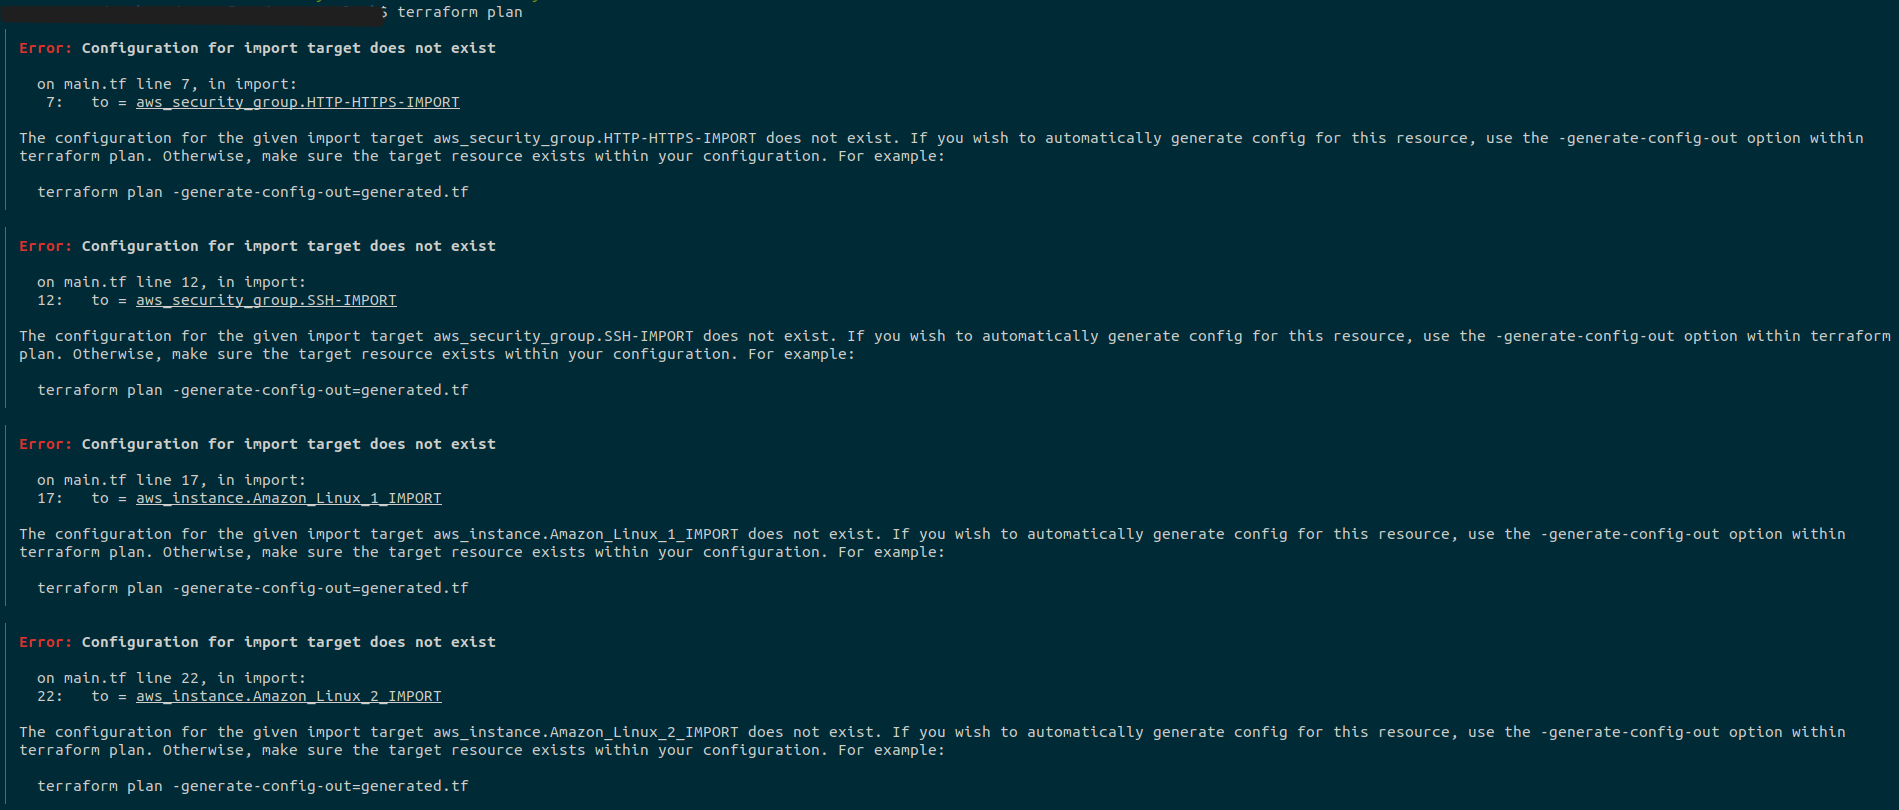 $ terraform plan
Error: Configuration for import target does not exist
on main.tf line 7, in import:
7: to = aws_security_group.HTTP-HTTPS-IMPORT
The configuration for the given import target aws_security_group.HTTP-HTTPS-IMPORT does not exist. If you wish to automatically generate config for this resource, use the -generate-config-out option within
terraform plan. Otherwise, make sure the target resource exists within your configuration. For example:
terraform plan -generate-config-out=generated.tf
Error: Configuration for import target does not exist
on main.tf line 12, in import:
12: to = aws_security_group.SSH-IMPORT
The configuration for the given import target aws_security_group.SSH-IMPORT does not exist. If you wish to automatically generate config for this resource, use the -generate-config-out option within terraform
plan. Otherwise, make sure the target resource exists within your configuration. For example:
terraform plan -generate-config-out=generated.tf
Error: Configuration for import target does not exist
on main.tf line 17, in import:
17: to = aws_instance.Amazon_Linux_1_IMPORT
The configuration for the given import target aws_instance.Amazon_Linux_1_IMPORT does not exist. If you wish to automatically generate config for this resource, use the -generate-config-out option within
terraform plan. Otherwise, make sure the target resource exists within your configuration. For example:
terraform plan -generate-config-out=generated.tf
Error: Configuration for import target does not exist
on main.tf line 22, in import:
22: to = aws_instance.Amazon_Linux_2_IMPORT
The configuration for the given import target aws_instance.Amazon_Linux_2_IMPORT does not exist. If you wish to automatically generate config for this resource, use the -generate-config-out option within
terraform plan. Otherwise, make sure the target resource exists within your configuration. For example:
terraform plan -generate-config-out=generated.tf